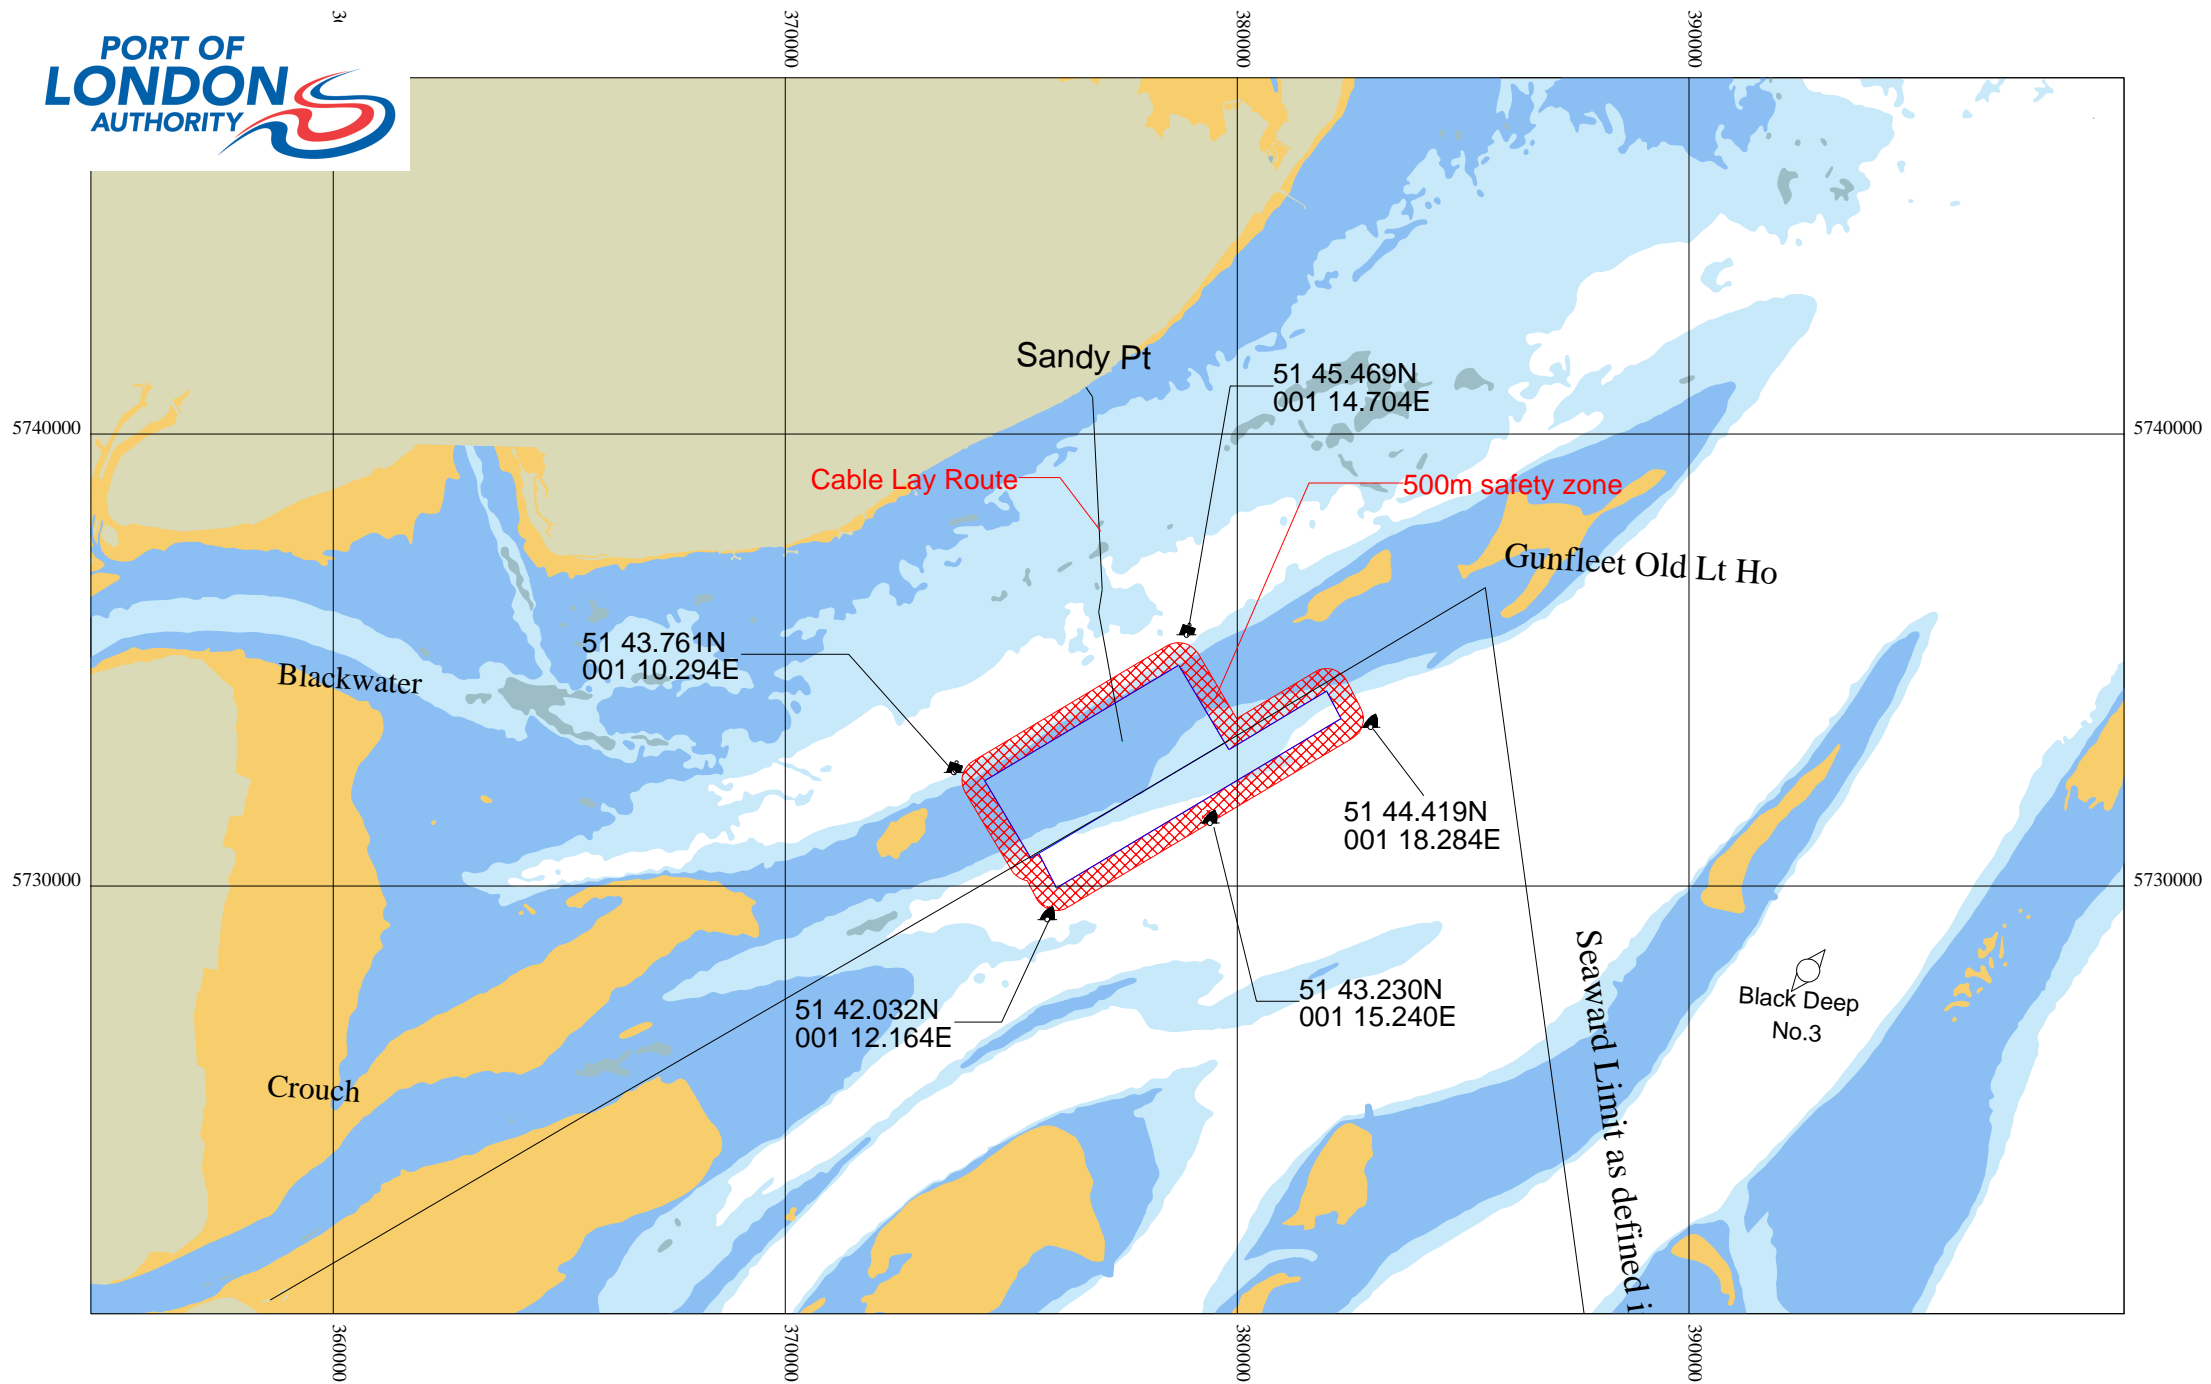 PORT OF
LONDON
AUTHORITY
370000
380000
390000
Sandy Pt
51 45.469N
001 14.704E
5740000
5740000
Cable Lay Route
500m safety zone
Gunfleet Old Lt Ho
51 43.761N
001 10.294E
Blackwater
51 44.419N
001 18.284E
5730000
5730000
51 42.032N
001 12.164E
51 43.230N
001 15.240E
Seaward Limit as defined i
Black Deep
No.3
Crouch
360000
370000
380000
390000